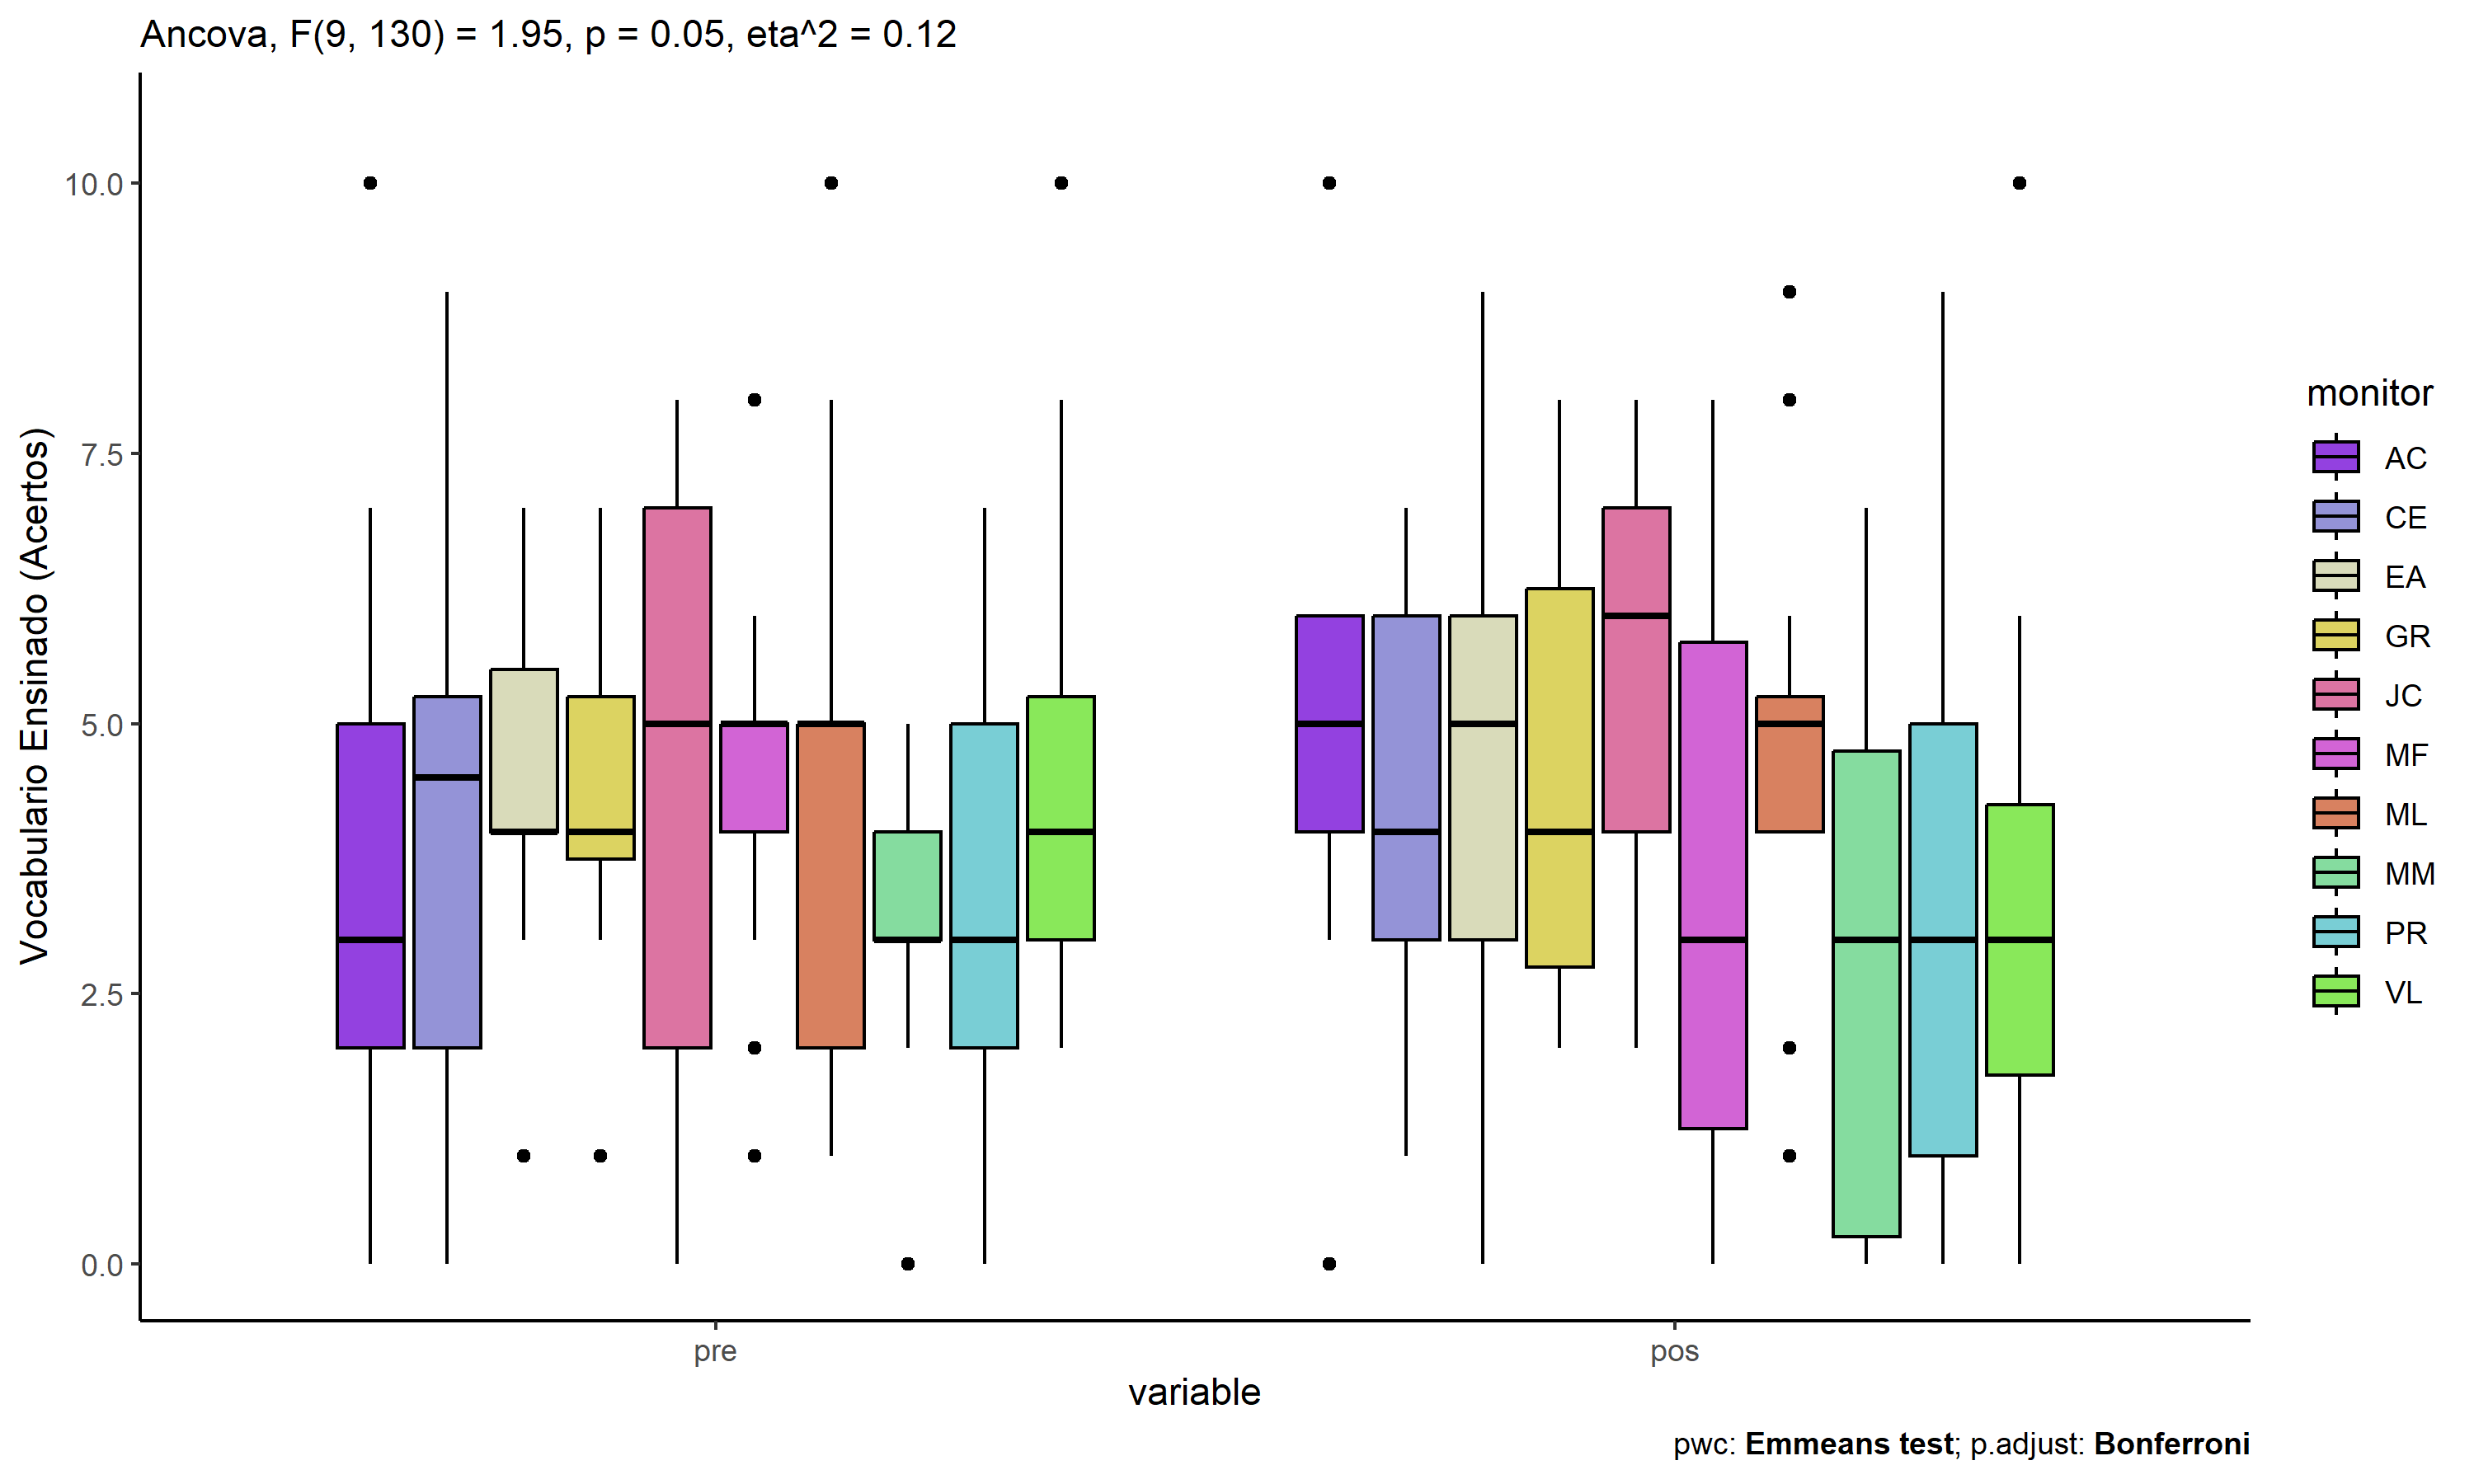 Ancova, F(9, 130) = 1.95, p = 0.05, eta^2 = 0.12
Vocabulario Ensinado (Acertos)
10.0
7.5
5.0
2.5
0.0
pre
pos
variable
monitor
AC
CE
EA
GR
JC
MF
ML
MM
PR
VL
pwc: Emmeans test; p.adjust: Bonferroni